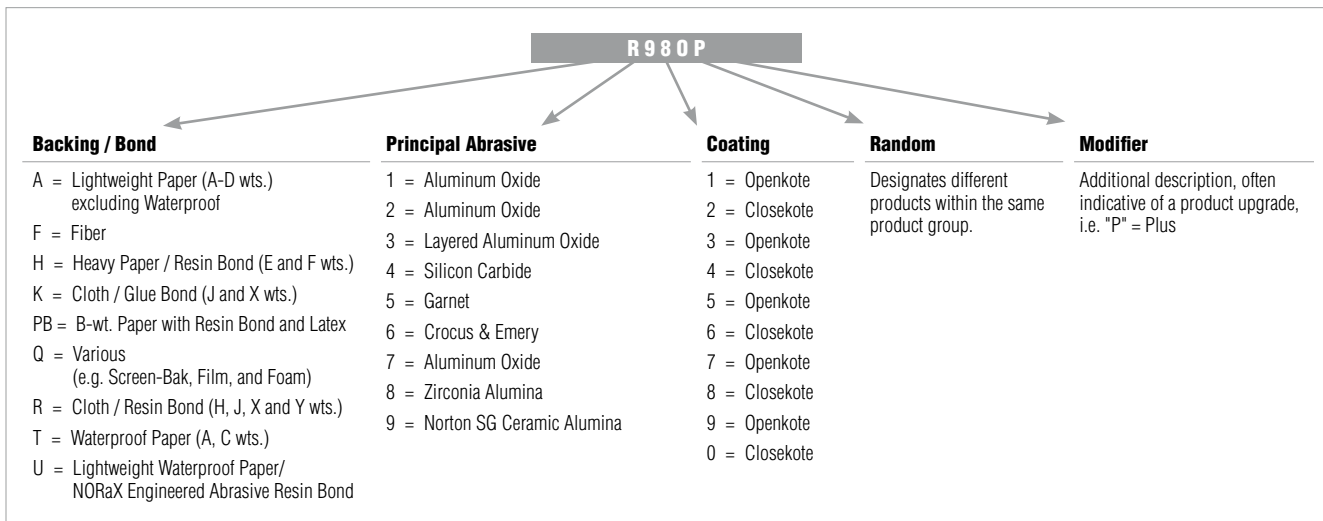 R980P
Backing / Bond
A = Lightweight Paper (A-D wts.)
excluding Waterproof
F = Fiber
H = Heavy Paper / Resin Bond (E and F wts.)
K = Cloth / Glue Bond (J and X wts.)
PB = B-wt. Paper with Resin Bond and Latex
Q = Various
(e.g. Screen-Bak, Film, and Foam)
R = Cloth / Resin Bond (H, J, X and Y wts.)
T = Waterproof Paper (A, C wts.)
U = Lightweight Waterproof Paper/
NORaX Engineered Abrasive Resin Bond
Principal Abrasive
1 = Aluminum Oxide
2 = Aluminum Oxide
3 = Layered Aluminum Oxide
4 = Silicon Carbide
5 = Garnet
6 = Crocus & Emery
7 = Aluminum Oxide
8 = Zirconia Alumina
9 = Norton SG Ceramic Alumina
Coating
1 = Openkote
2 = Closekote
3 = Openkote
4 = Closekote
5 = Openkote
6 = Closekote
7 = Openkote
8 = Closekote
9 = Openkote
0 = Closekote
Random
Designates different
products within the same
product group.
Modifier
Additional description, often
indicative of a product upgrade,
i.e. "P" = Plus